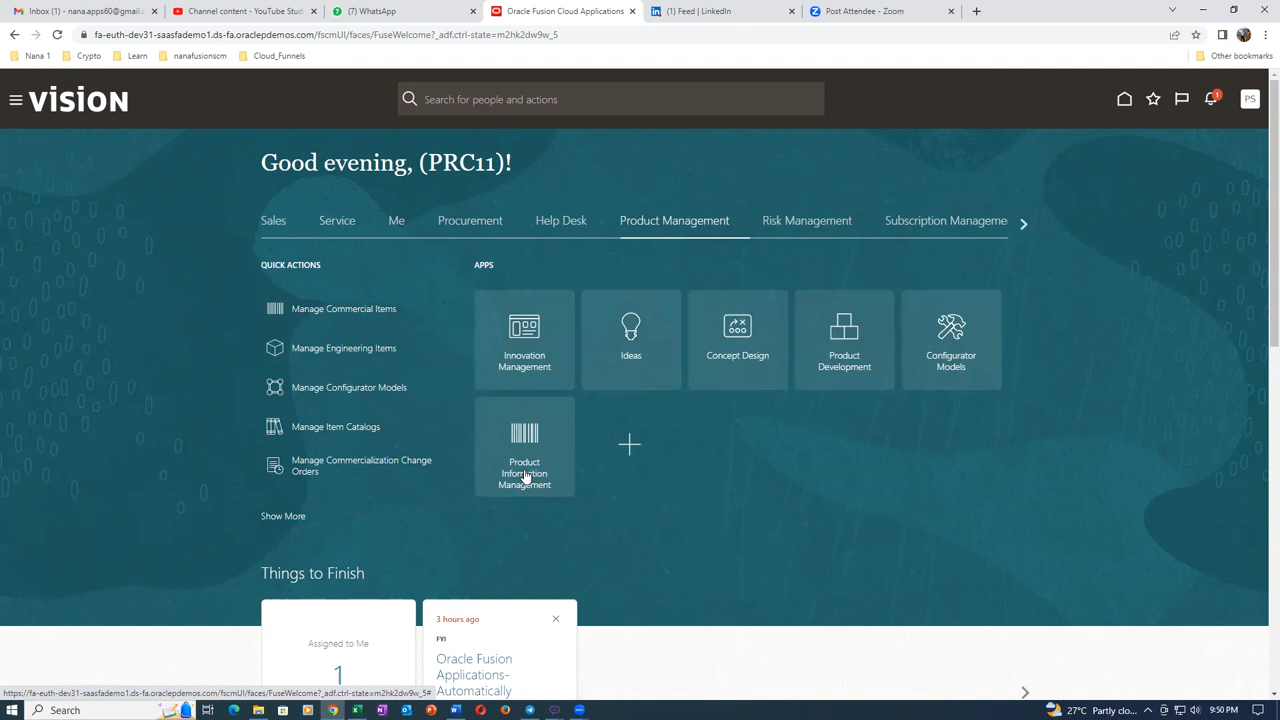 Inbox (1) - nana.apps60@gmail.c
Channel content - YouTube Stud
(7) WhatsApp
Oracle Fusion Cloud Applications
(1) Feed | LinkedIn
Post Attendee - Zoom
fa-euth-dev31-saasfademo1.ds-fa.oraclepdemos.com/fscmUI/faces/FuseWelcome?_adf.ctrl-state=m2hk2dw9w_5
Nana 1
Crypto
Learn
nanafusionscm
Cloud_Funnels
Other bookmarks
VISION
Search for people and actions
1
PS
Good evening, (PRC11)!
Sales
Service
Me
Procurement
Help Desk
Product Management
Risk Management
Subscription Manageme
QUICK ACTIONS
APPS
Manage Commercial Items
Manage Engineering Items
Manage Configurator Models
Manage Item Catalogs
Manage Commercialization Change
Orders
Show More
Innovation
Management
Ideas
Concept Design
Product
Development
Configurator
Models
Product
Information
Management
Things to Finish
Assigned to Me
1
3 hours ago
FYI
Oracle Fusion
Applications-
Automatically
https://fa-euth-dev31-saasfademo1.ds-fa.oraclepdemos.com/fscmUI/faces/FuseWelcome?_adf.ctrl-state=m2hk2dw9w_5#
Search
27°C Partly clo...
9:50 PM